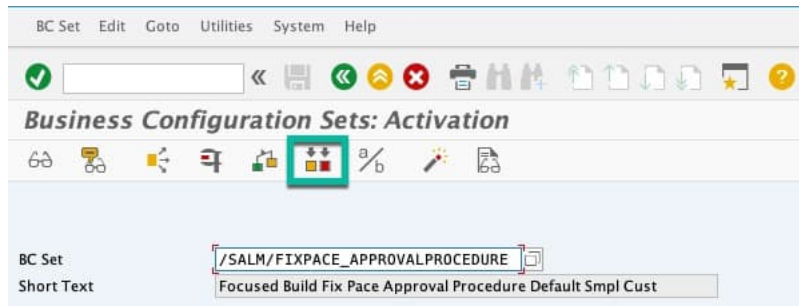 BC Set Edit Goto Utilities System Help
Business Configuration Sets: Activation
a/b
BC Set /SALM/FIXPACE_APPROVALPROCEDURE
Short Text Focused Build Fix Pace Approval Procedure Default Smpl Cust